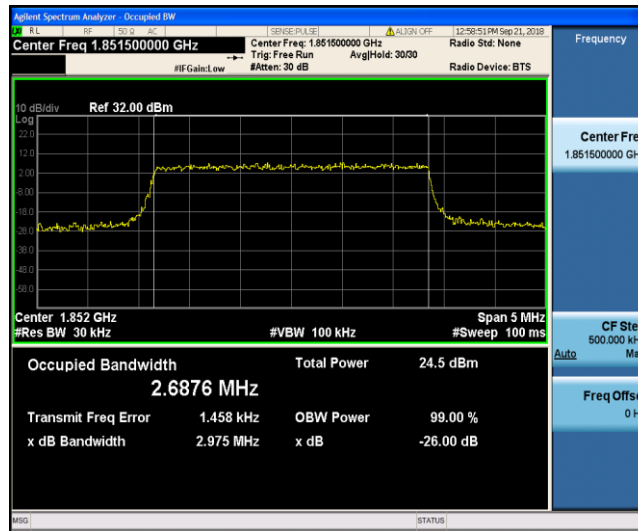 Agilent Spectrum Analyzer - Occupied BW
RL RF 50 Ω AC SENSE:PULSE ALIGN OFF 12:58:51 PM Sep 21, 2018
Center Freq 1.851500000 GHz Center Freq: 1.851500000 GHz Radio Std: None
Trig: Free Run Avg|Hold: 30/30
#IFGain:Low #Atten: 30 dB Radio Device: BTS
10 dB/div Ref 32.00 dBm
Log
22.0
12.0
2.00
-8.00
-18.0
-28.0
-38.0
-48.0
-58.0
Center 1.852 GHz Span 5 MHz
#Res BW 30 kHz #VBW 100 kHz #Sweep 100 ms
Occupied Bandwidth Total Power 24.5 dBm
2.6876 MHz
Transmit Freq Error 1.458 kHz OBW Power 99.00 %
x dB Bandwidth 2.975 MHz x dB -26.00 dB
MSG STATUS
Frequency
Center Fre
1.851500000 GH
CF Ste
500.000 kH
Auto Ma
Freq Offse
0 H